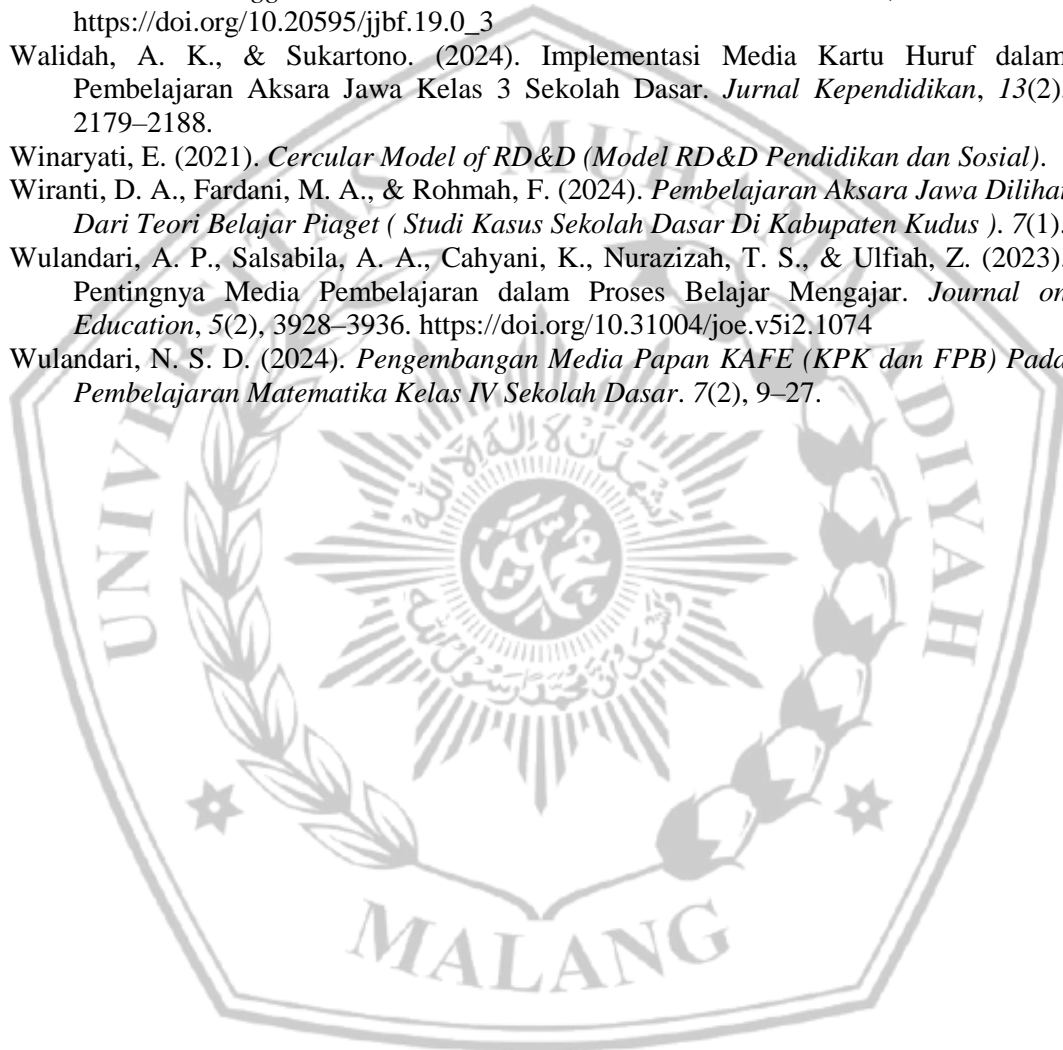 https://doi.org/10.20595/jjbf.19.0_3
Walidah, A. K., & Sukartono. (2024). Implementasi Media Kartu Huruf dalam
Pembelajaran Aksara Jawa Kelas 3 Sekolah Dasar. Jurnal Kependidikan, 13(2)
2179–2188.
Winaryati, E. (2021). Cercular Model of RD&D (Model RD&D Pendidikan dan Sosial).
Wiranti, D. A., Fardani, M. A., & Rohmah, F. (2024). Pembelajaran Aksara Jawa Dilihat
Dari Teori Belajar Piaget ( Studi Kasus Sekolah Dasar Di Kabupaten Kudus ). 7(1).
Wulandari, A. P., Salsabila, A. A., Cahyani, K., Nurazizah, T. S., & Ulfiah, Z. (2023).
Pentingnya Media Pembelajaran dalam Proses Belajar Mengajar. Journal on
Education, 5(2), 3928–3936. https://doi.org/10.31004/joe.v5i2.1074
Wulandari, N. S. D. (2024). Pengembangan Media Papan KAFE (KPK dan FPB) Pada
Pembelajaran Matematika Kelas IV Sekolah Dasar. 7(2), 9–27.
UNIVERSITAS MUHAMMADIYAH
MALANG